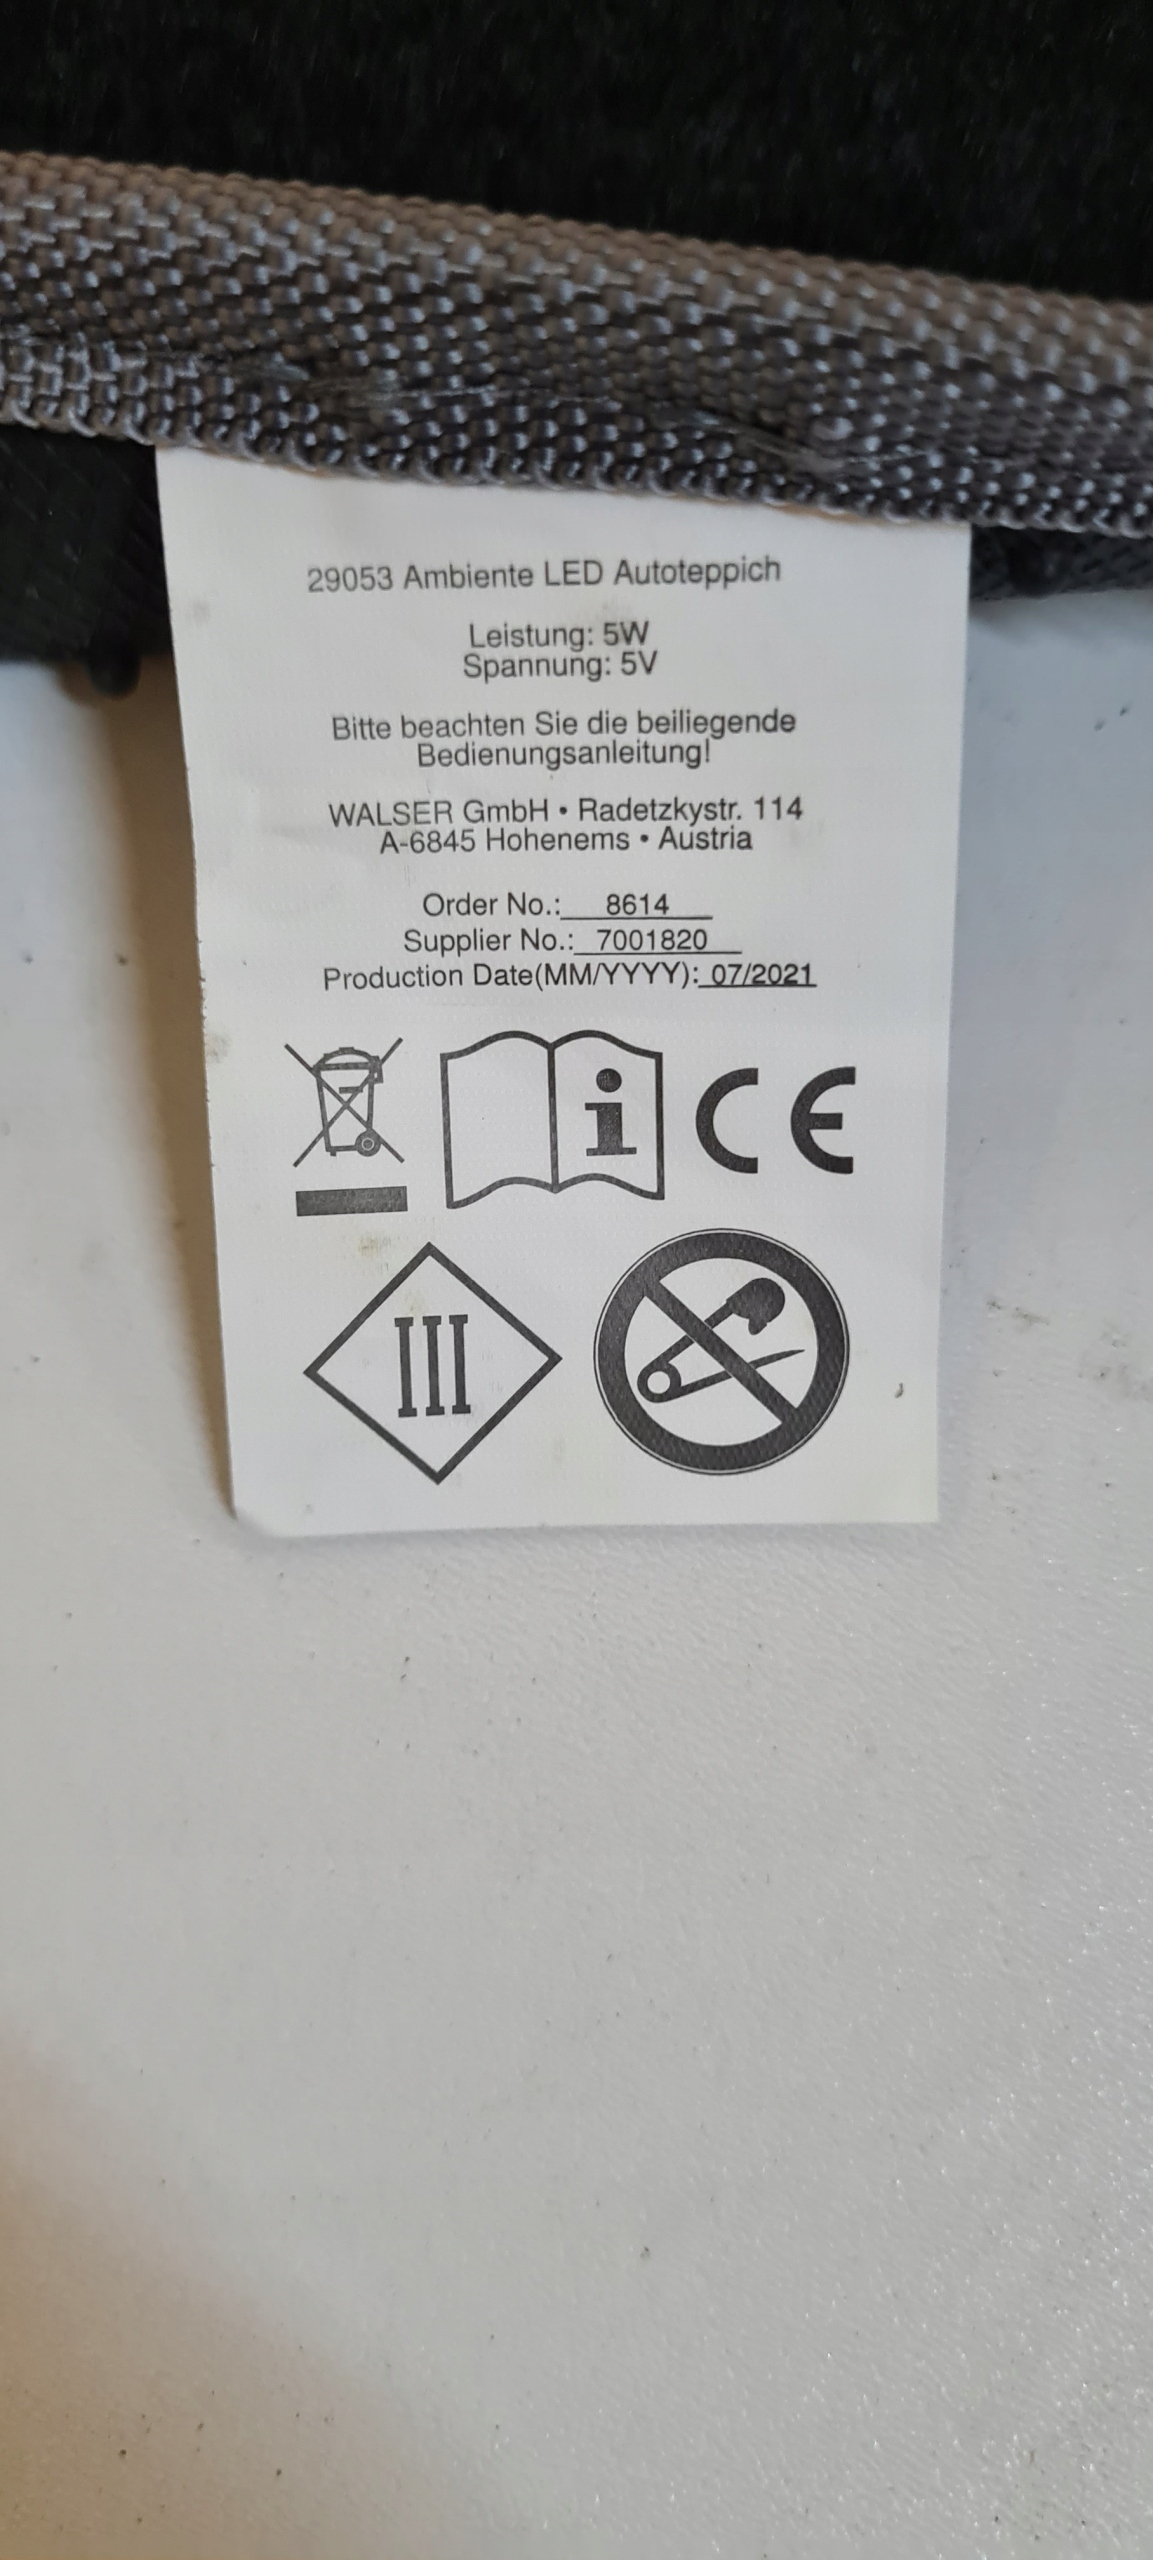 29053 Ambiente LED Autoteppich
Leistung: 5W
Spannung: 5V
Bitte beachten Sie die beiliegende
Bedienungsanleitung!
WALSER GmbH • Radetzkystr. 114
A-6845 Hohenems • Austria
Order No.: 8614
Supplier No.: 7001820
Production Date(MM/YYYY): 07/2021
i CE
III